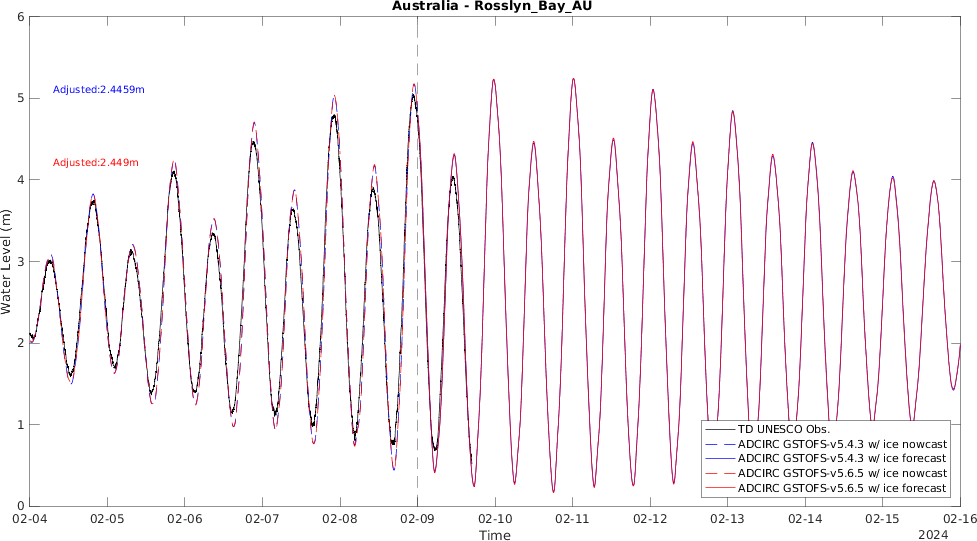 Australia - Rosslyn_Bay_AU
6
5
4
3
2
1
0
Water Level (m)
Adjusted:2.4459m
Adjusted:2.449m
TD UNESCO Obs.
ADCIRC GSTOFS-v5.4.3 w/ ice nowcast
ADCIRC GSTOFS-v5.4.3 w/ ice forecast
ADCIRC GSTOFS-v5.6.5 w/ ice nowcast
ADCIRC GSTOFS-v5.6.5 w/ ice forecast
02-04 02-05 02-06 02-07 02-08 02-09 02-10 02-11 02-12 02-13 02-14 02-15 02-16
Time
2024